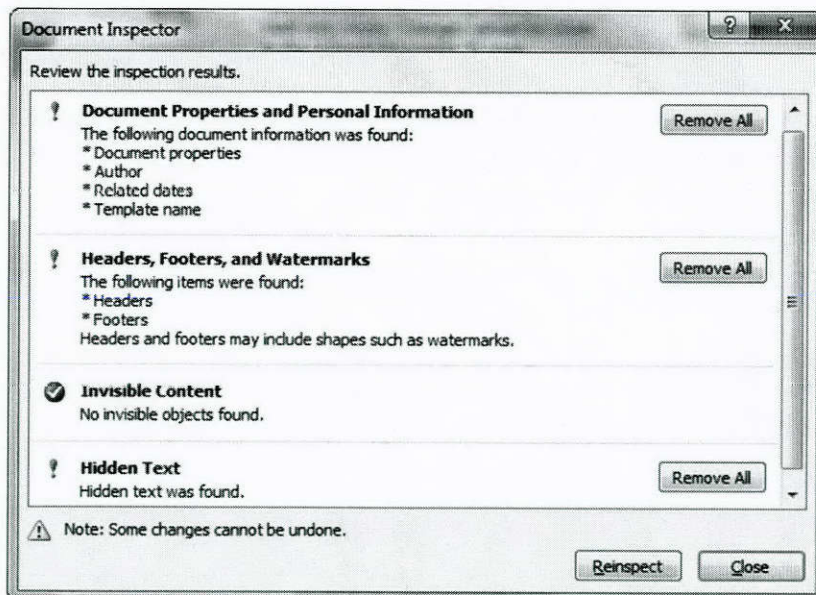 Document Inspector
Review the inspection results.
Document Properties and Personal Information
Remove All
The following document information was found:
* Document properties
* Author
* Related dates
* Template name
Headers, Footers, and Watermarks
Remove All
The following items were found:
* Headers
* Footers
Headers and footers may include shapes such as watermarks.
Invisible Content
No invisible objects found.
Hidden Text
Remove All
Hidden text was found.
Note: Some changes cannot be undone.
Reinspect
Close